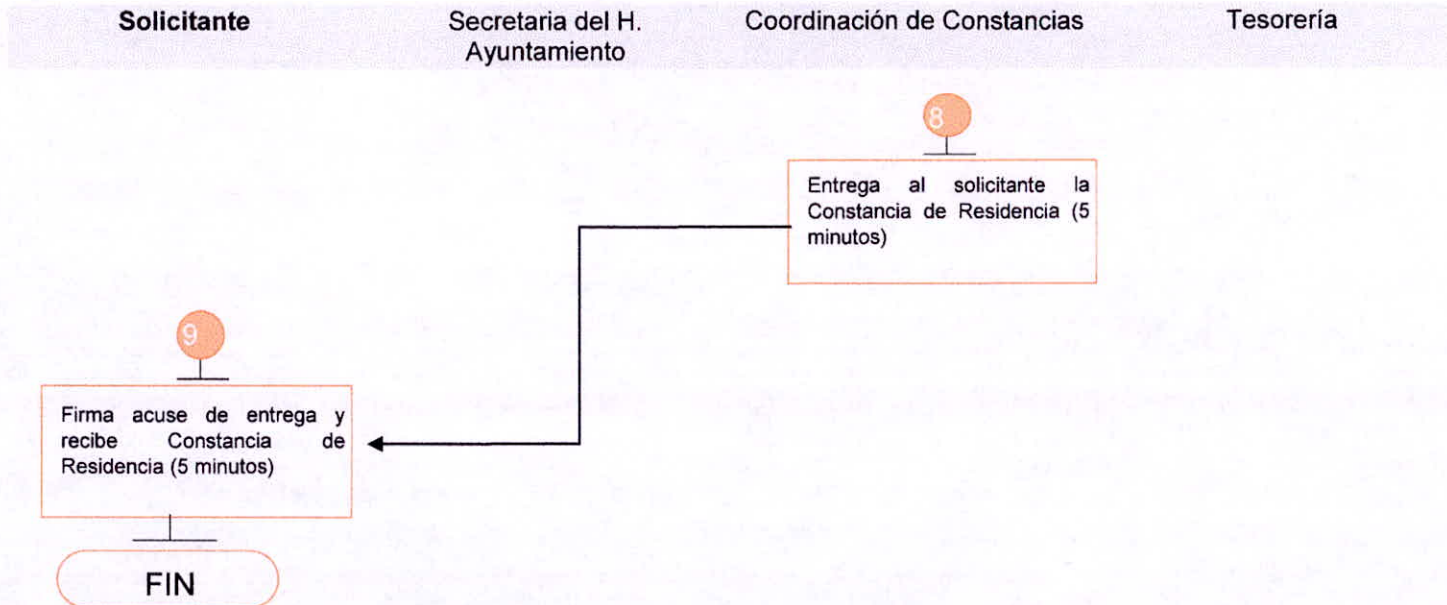 Solicitante
Secretaria del H.
Ayuntamiento
Coordinación de Constancias
Tesoreria
8
Entrega al solicitante la
Constancia de Residencia (5
minutos)
9
Firma acuse de entrega y
recibe Constancia de
Residencia (5 minutos)
FIN